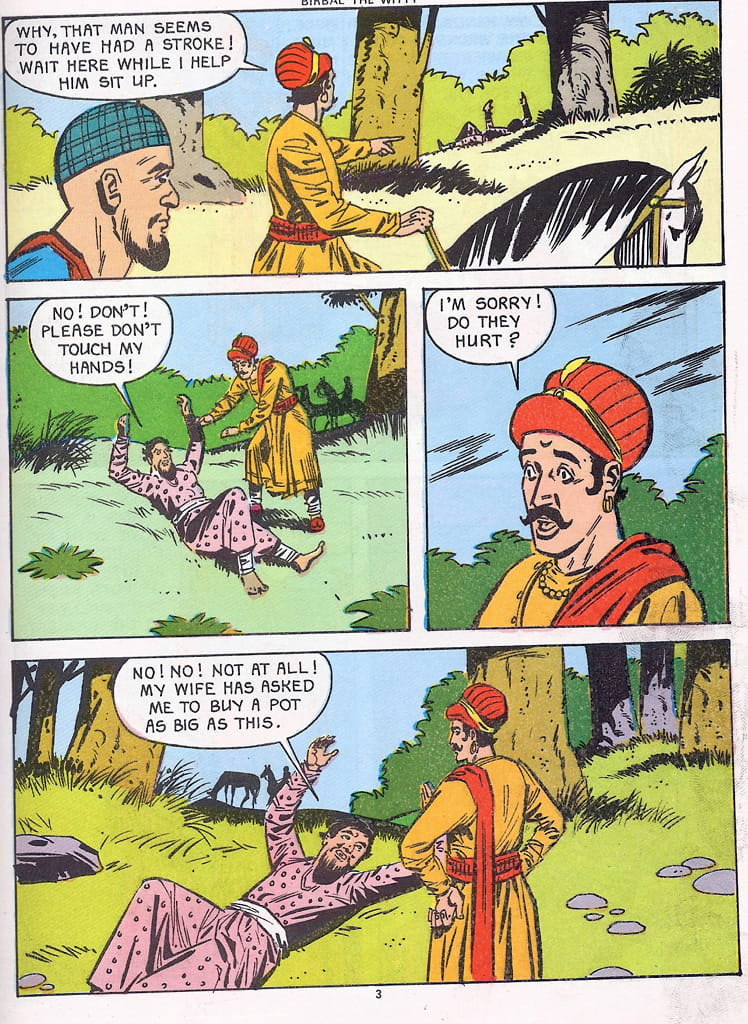 BIRBAL THE WITTY
WHY, THAT MAN SEEMS
TO HAVE HAD A STROKE!
WAIT HERE WHILE I HELP
HIM SIT UP.
NO! DON'T!
PLEASE DON'T
TOUCH MY
HANDS!
I'M SORRY!
DO THEY
HURT?
NO! NO! NOT AT ALL!
MY WIFE HAS ASKED
ME TO BUY A POT
AS BIG AS THIS.
3